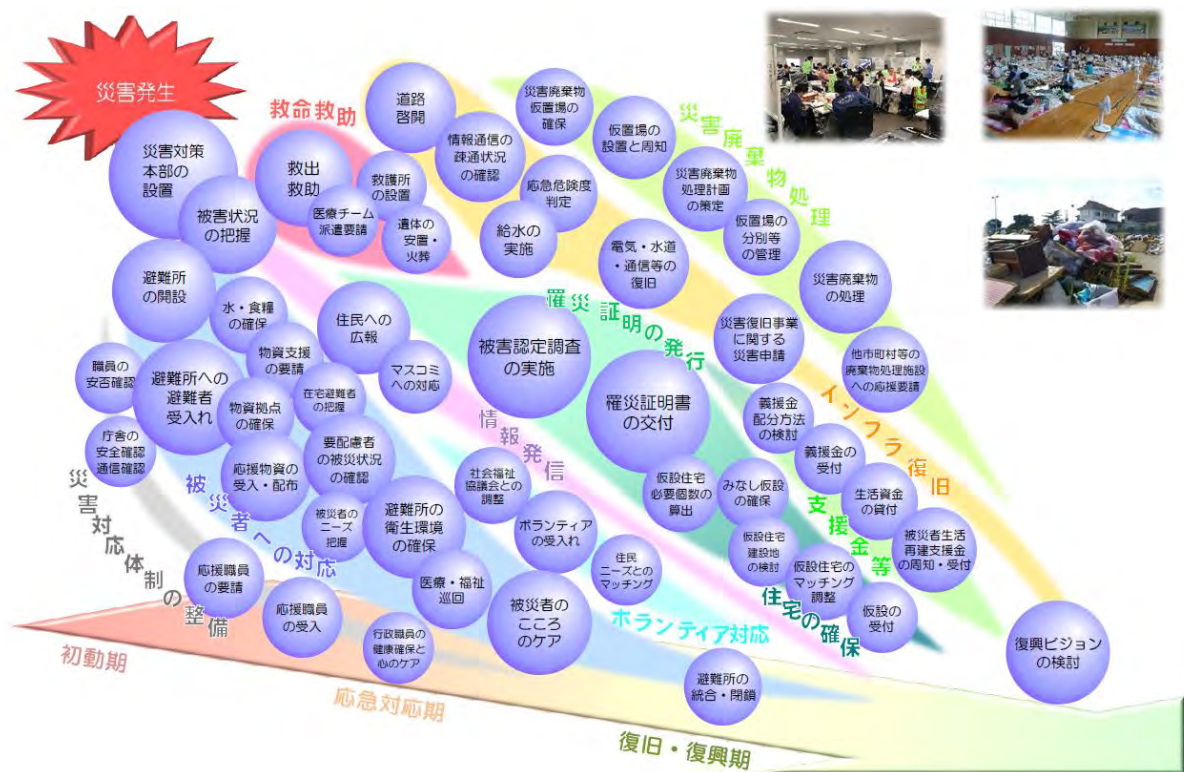 災害発生
救命救助
災害対策
本部の
設置
被害状況
の把握
救出
救助
救護所
の設置
医療チーム
派遣要請
遺体の
安置・
火葬
道路
啓開
情報通信の
疎通状況
の確認
応急危険度
判定
給水の
実施
電気・水道
・通信等の
復旧
災害復旧事業
に関する
災害申請
インフラ復旧
災害廃棄物
仮置場の
確保
仮置場の
設置と周知
災害廃棄物
処理計画
の策定
仮置場の
分別等
の管理
災害廃棄物
の処理
他市町村等の
廃棄物処理施設
への応援要請
災害廃棄物処理
避難所
の開設
水・食糧
の確保
住民への
広報
マスコミ
への対応
情報発信
罹災証明の発行
被害認定調査
の実施
罹災証明書
の交付
職員の
安否確認
避難所への
避難者
受入れ
物資支援
の要請
物資拠点
の確保
在宅避難者
の把握
要配慮者
の被災状況
の確認
庁舎の
安全確認
通信確認
応援物資の
受入・配布
被災者の
ニーズ
把握
避難所の
衛生環境
の確保
被災者への対応
災害対応体制の整備
社会福祉
協議会との
調整
ボランティア
の受入れ
住民
ニーズとの
マッチング
ボランティア対応
義援金
配分方法
の検討
義援金の
受付
生活資金
の貸付
被災者生活
再建支援金
の周知・受付
支援金等
仮設住宅
必要個数の
算出
みなし仮設
の確保
仮設住宅
建設地
の検討
仮設住宅の
マッチング
調整
仮設の
受付
住宅の確保
応援職員
の要請
応援職員
の受入
医療・福祉
巡回
行政職員の
健康確保と
心のケア
被災者の
こころ
のケア
避難所の
統合・閉鎖
復興ビジョン
の検討
初動期
応急対応期
復旧・復興期